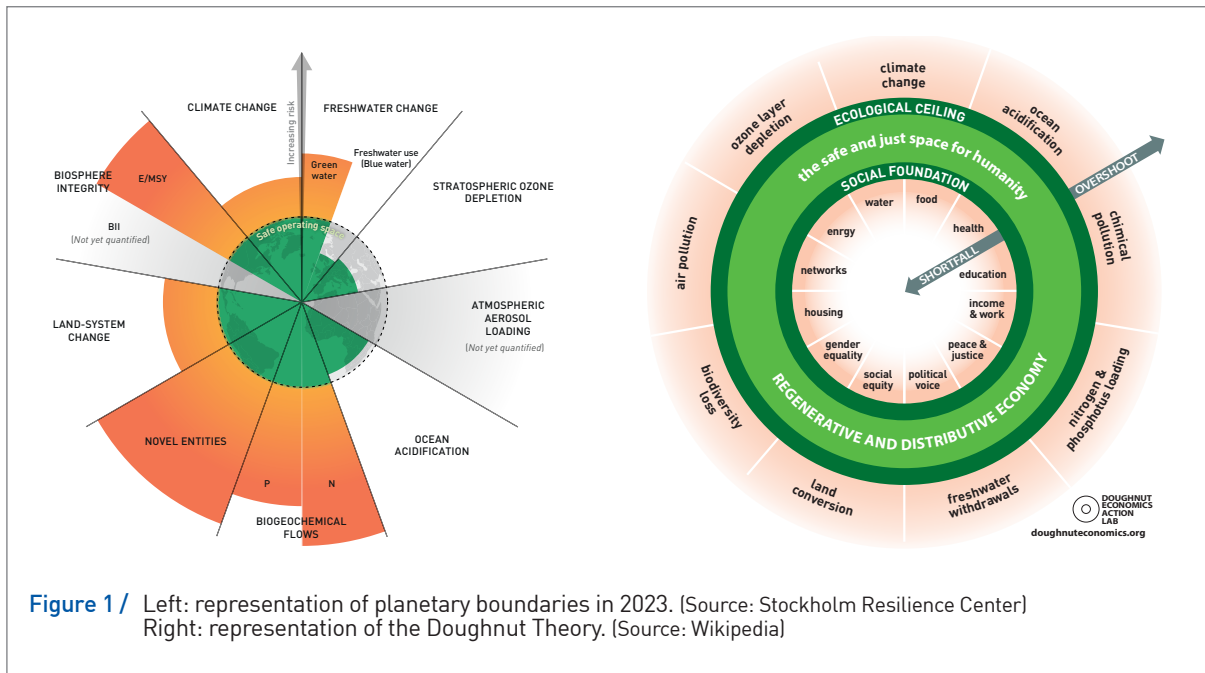 CLIMATE CHANGE
FRESHWATER CHANGE
Increasing risk
Green
water
Freshwater use
(Blue water)
BIOSPHERE
INTEGRITY
E/MSY
STRATOSPHERIC OZONE
DEPLETION
BII
(Not yet quantified)
Safe operating space
LAND-SYSTEM
CHANGE
ATMOSPHERIC
AEROSOL
LOADING
(Not yet quantified)
NOVEL ENTITIES
OCEAN
ACIDIFICATION
P
N
BIOGEOCHEMICAL
FLOWS
climate
change
ozone layer
depletion
ocean
acidification
ECOLOGICAL CEILING
the safe and just space for humanity
SOCIAL FOUNDATION
OVERSHOOT
water
food
enrgy
health
air pollution
chimical
pollution
networks
SHORTFALL
education
housing
income
& work
gender
equality
peace &
justice
social
equity
political
voice
biodiversity
loss
nitrogen &
phosphotus loading
REGENERATIVE AND DISTRIBUTIVE ECONOMY
land
conversion
freshwater
withdrawals
DOUGHNUT
ECONOMICS
ACTION
LAB
doughnuteconomics.org
Figure 1 / Left: representation of planetary boundaries in 2023. (Source: Stockholm Resilience Center)
Right: representation of the Doughnut Theory. (Source: Wikipedia)